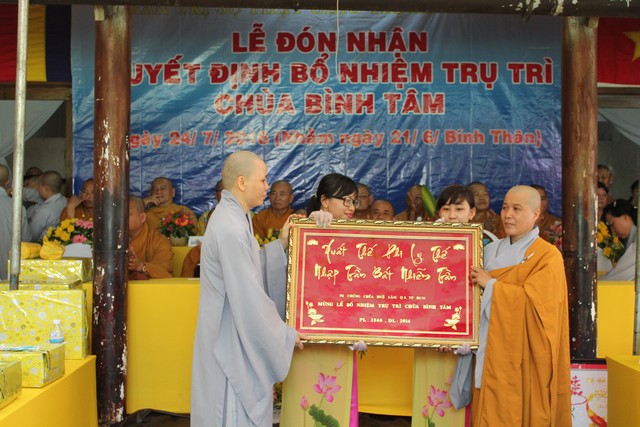 LỄ ĐÓN NHẬN
UYẾT ĐỊNH BỔ NHIỆM TRỤ TRÌ
CHÙA BÌNH TÂM
gày 24/ 7/ 2016 (Nhằm ngày 21/ 6/ Bính Thân)
Xuất Thế Phi Ly Thế
Nhập Trần Bất Nhiễm Trần
MỪNG LỄ BỔ NHIỆM TRỤ TRÌ CHÙA BÌNH TÂM
PL : 2560 . DL : 2016